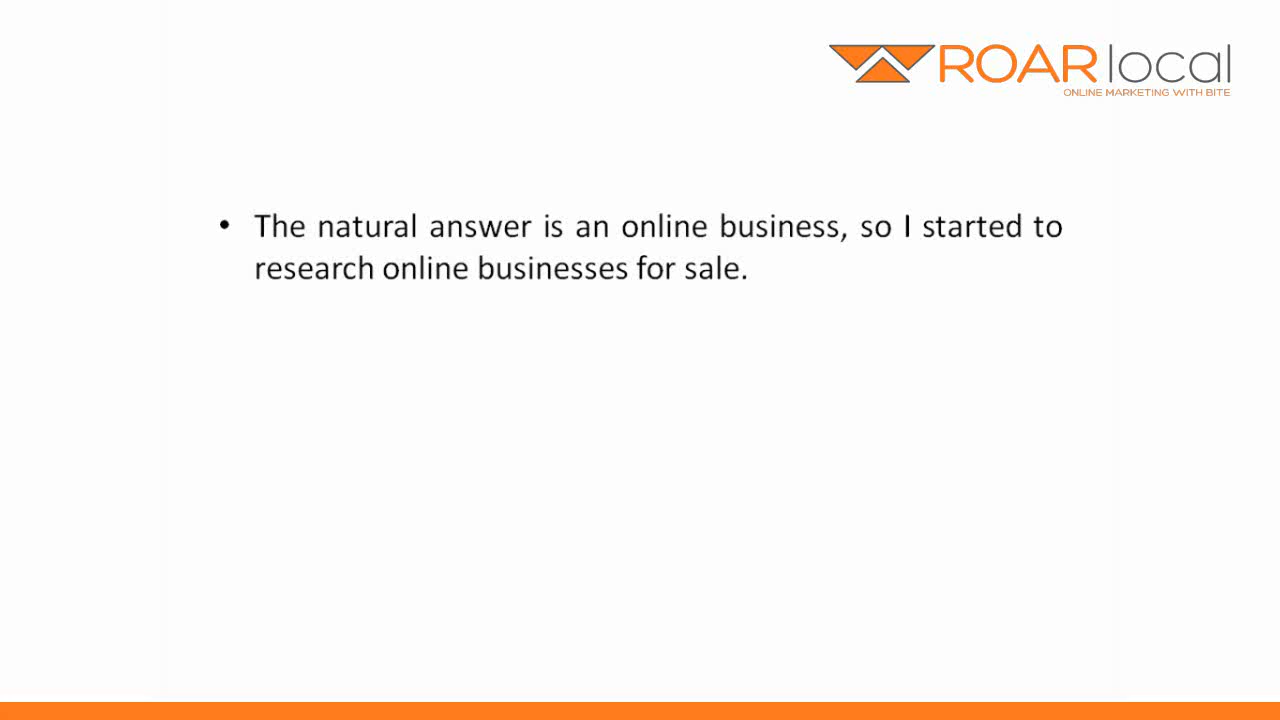 ROAR local
ONLINE MARKETING WITH BITE
• The natural answer is an online business, so I started to
research online businesses for sale.